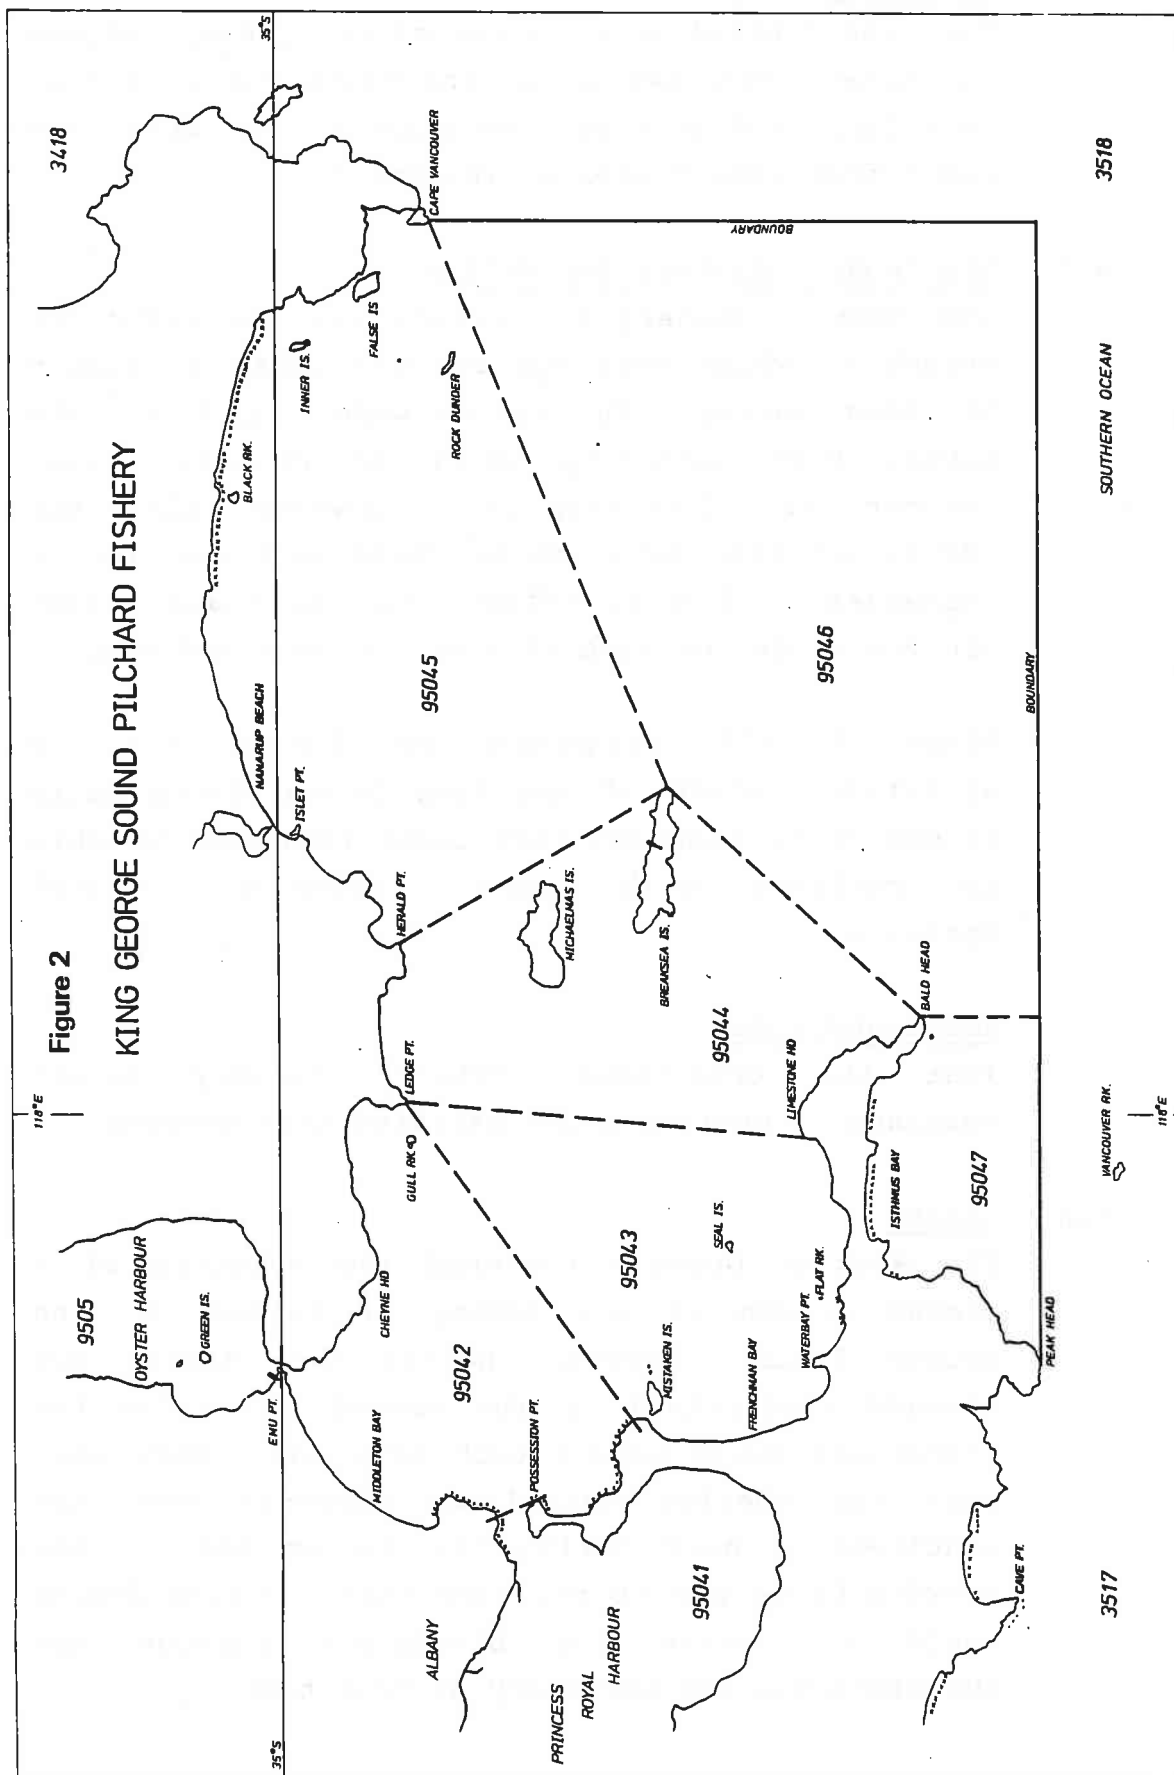 Figure 2
KING GEORGE SOUND PILCHARD FISHERY
118°E
35°S
35°S
3418
9505
OYSTER HARBOUR
GREEN IS.
EMU PT.
MIDDLETON BAY
CHEYNE HD
95042
GULL RK.
LEDGE PT.
HERALD PT.
ISLET PT.
NANARUP BEACH
BLACK RK.
INNER IS.
FALSE IS
ROCK DUNDER
CAPE VANCOUVER
BOUNDARY
95045
ALBANY
POSSESSION PT.
PRINCESS
ROYAL
HARBOUR
95041
MISTAKEN IS.
95043
SEAL IS.
FRENCHMAN BAY
WATERBAY PT.
FLAT RK.
MICHAELMAS IS.
BREAKSEA IS.
95044
LIMESTONE HD
BALD HEAD
95046
BOUNDARY
ISTHMUS BAY
95047
PEAK HEAD
CAVE PT.
3517
VANCOUVER RK.
118°E
SOUTHERN OCEAN
3518